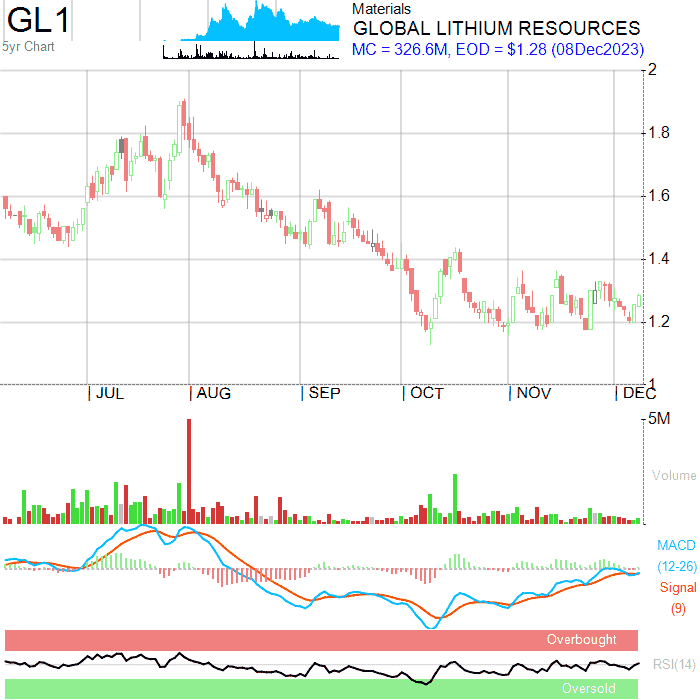 GL1
5yr Chart
Materials
GLOBAL LITHIUM RESOURCES
MC = 326.6M, EOD = $1.28 (08Dec2023)
2
1.8
1.6
1.4
1.2
1
JUL AUG SEP OCT NOV DEC
5M
Volume
MACD
(12-26)
Signal
(9)
Overbought
RSI(14)
Oversold